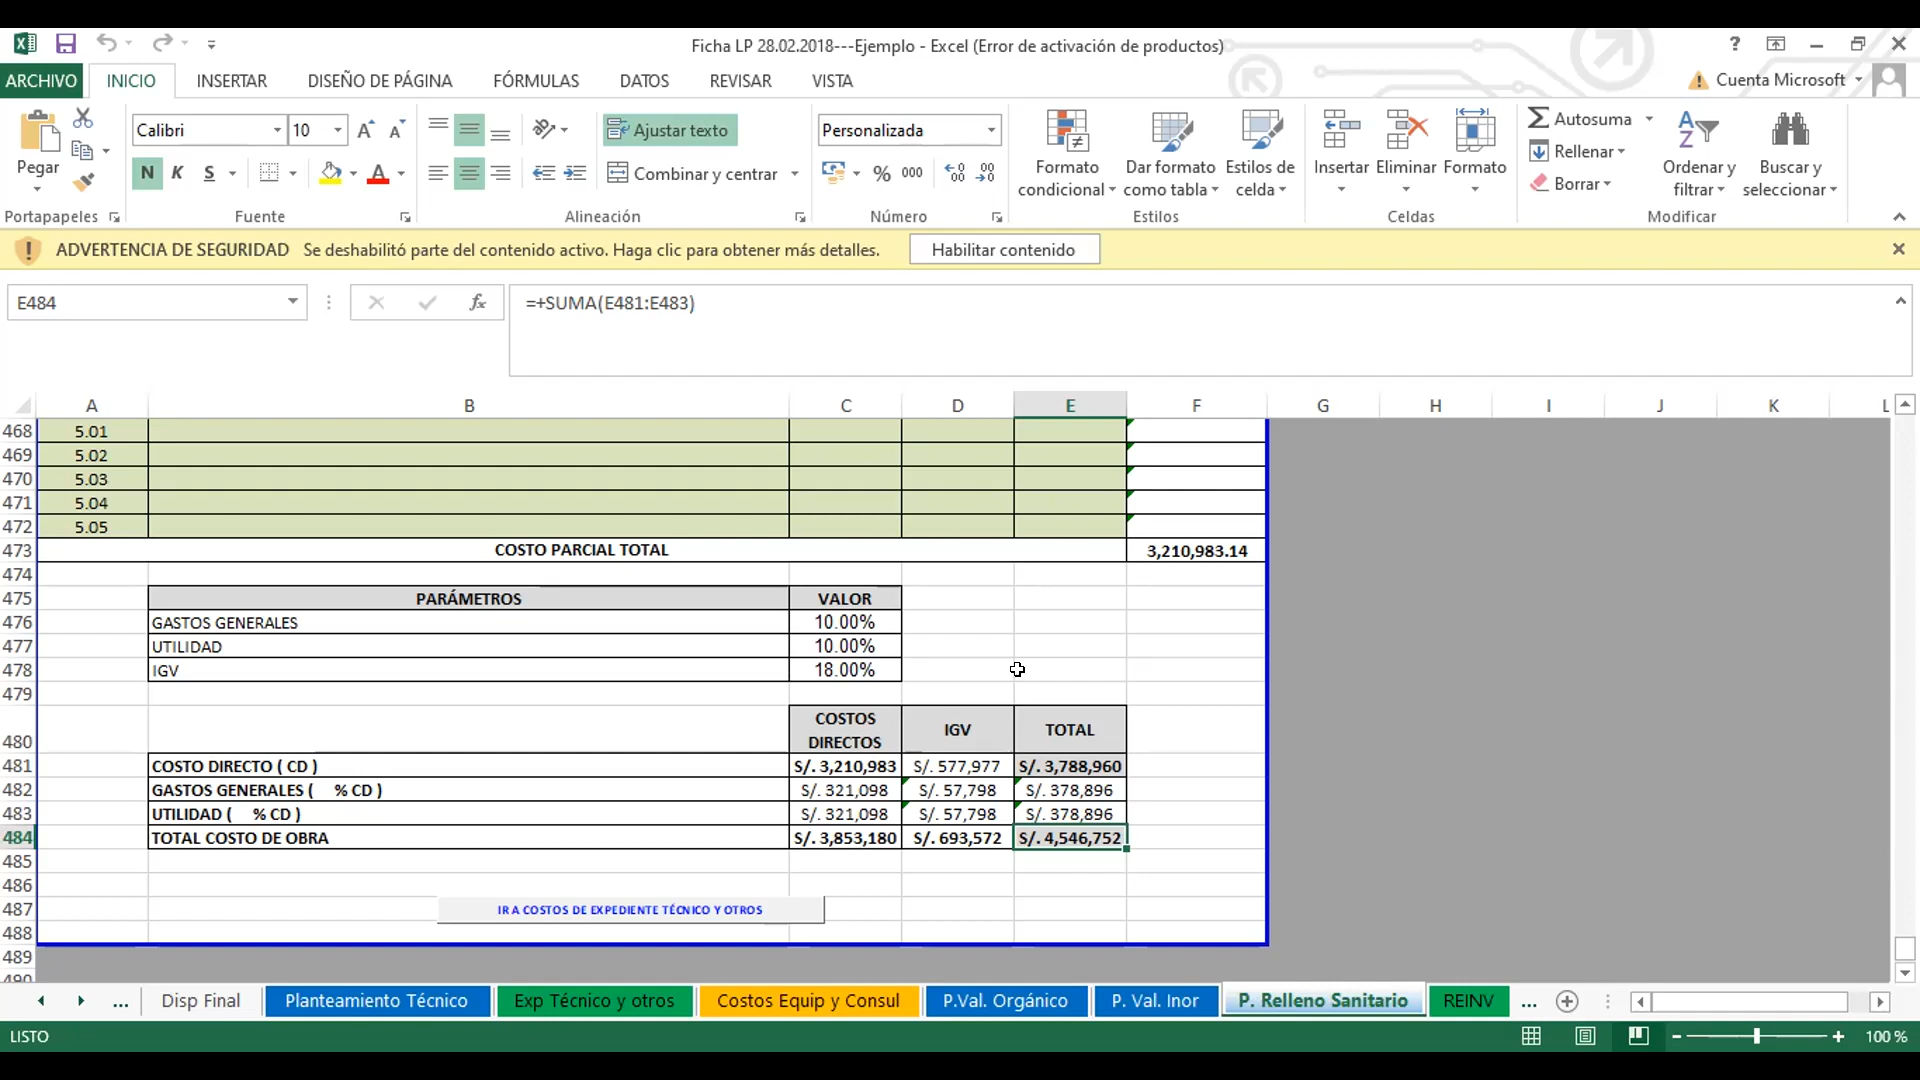 Ficha LP 28.02.2018---Ejemplo - Excel (Error de activación de productos)
?
ARCHIVO INICIO INSERTAR DISEÑO DE PÁGINA FÓRMULAS DATOS REVISAR VISTA Cuenta Microsoft
Calibri 10 Ajustar texto Personalizada Autosuma
Pegar N K S Combinar y centrar % 000 Formato condicional Dar formato como tabla Estilos de celda Insertar Eliminar Formato Rellenar Borrar Ordenar y filtrar Buscar y seleccionar
Portapapeles Fuente Alineación Número Estilos Celdas Modificar
ADVERTENCIA DE SEGURIDAD Se deshabilitó parte del contenido activo. Haga clic para obtener más detalles. Habilitar contenido
E484 fx =+SUMA(E481:E483)
A B C D E F G H I J K L
468 5.01
469 5.02
470 5.03
471 5.04
472 5.05
473 COSTO PARCIAL TOTAL 3,210,983.14
474
475 PARÁMETROS VALOR
476 GASTOS GENERALES 10.00%
477 UTILIDAD 10.00%
478 IGV 18.00%
479
480 COSTOS DIRECTOS IGV TOTAL
481 COSTO DIRECTO ( CD ) S/. 3,210,983 S/. 577,977 S/. 3,788,960
482 GASTOS GENERALES ( % CD ) S/. 321,098 S/. 57,798 S/. 378,896
483 UTILIDAD ( % CD ) S/. 321,098 S/. 57,798 S/. 378,896
484 TOTAL COSTO DE OBRA S/. 3,853,180 S/. 693,572 S/. 4,546,752
485
486
487 IR A COSTOS DE EXPEDIENTE TÉCNICO Y OTROS
488
489
490
... Disp Final Planteamiento Técnico Exp Técnico y otros Costos Equip y Consul P.Val. Orgánico P. Val. Inor P. Relleno Sanitario REINV ...
LISTO 100 %